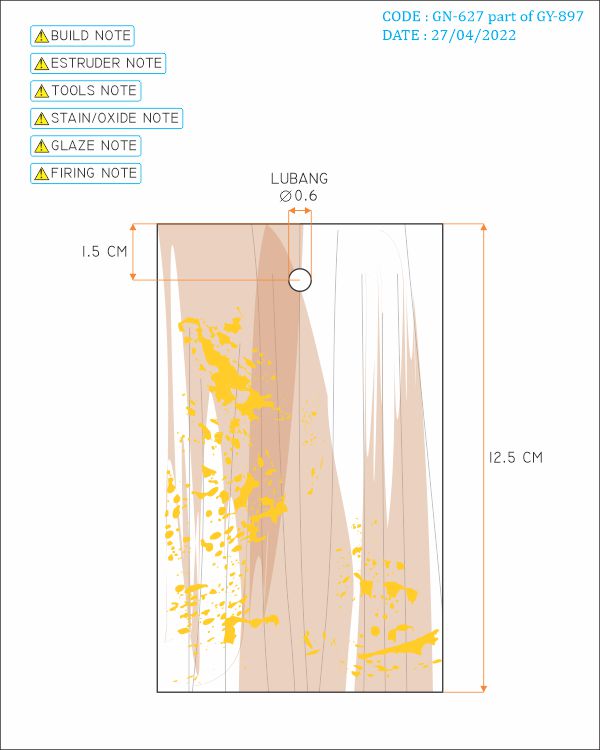 CODE : GN-627 part of GY-897
DATE : 27/04/2022
BUILD NOTE
ESTRUDER NOTE
TOOLS NOTE
STAIN/OXIDE NOTE
GLAZE NOTE
FIRING NOTE
LUBANG
Ø0.6
1.5 CM
12.5 CM